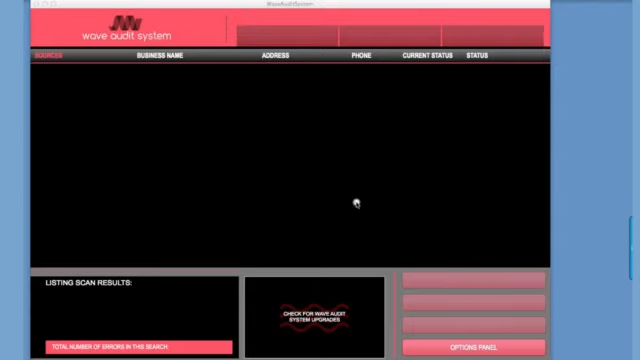 WaveAuditSystem
wave audit system
SOURCES BUSINESS NAME ADDRESS PHONE CURRENT STATUS STATUS
LISTING SCAN RESULTS:
CHECK FOR WAVE AUDIT
SYSTEM UPGRADES
TOTAL NUMBER OF ERRORS IN THIS SEARCH
OPTIONS PANEL